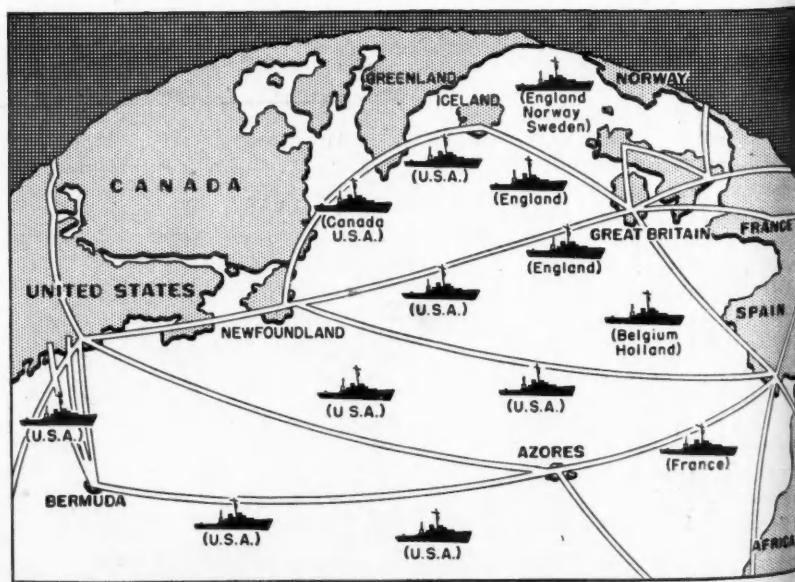 GREENLAND
NORWAY
ICELAND
(England
Norway
Sweden)
CANADA
(U.S.A.)
(England)
(Canada
U.S.A.)
GREAT BRITAIN
FRANCE
(England)
UNITED STATES
(U.S.A.)
SPAIN
NEWFOUNDLAND
(Belgium
Holland)
(U.S.A.)
(U.S.A.)
(U.S.A.)
AZORES
(France)
BERMUDA
(U.S.A.)
(U.S.A.)
AFRICA